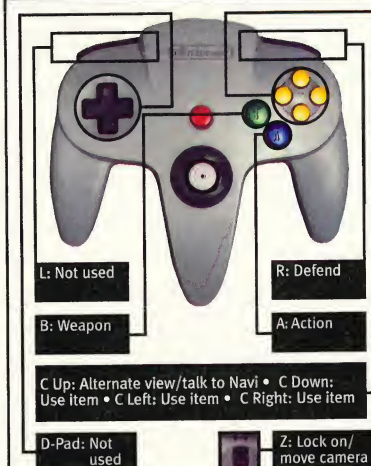 L: Not used
R: Defend
B: Weapon
A: Action
C Up: Alternate view/talk to Navi • C Down:
Use item • C Left: Use item • C Right: Use item
D-Pad: Not
used
Z: Lock on/
move camera